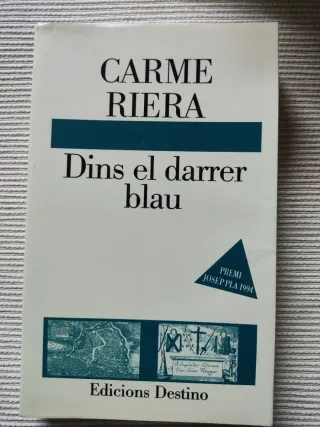 CARME
RIERA
Dins el darrer
blau
PREMI
JOSEP PLA 1994
Edicions Destino